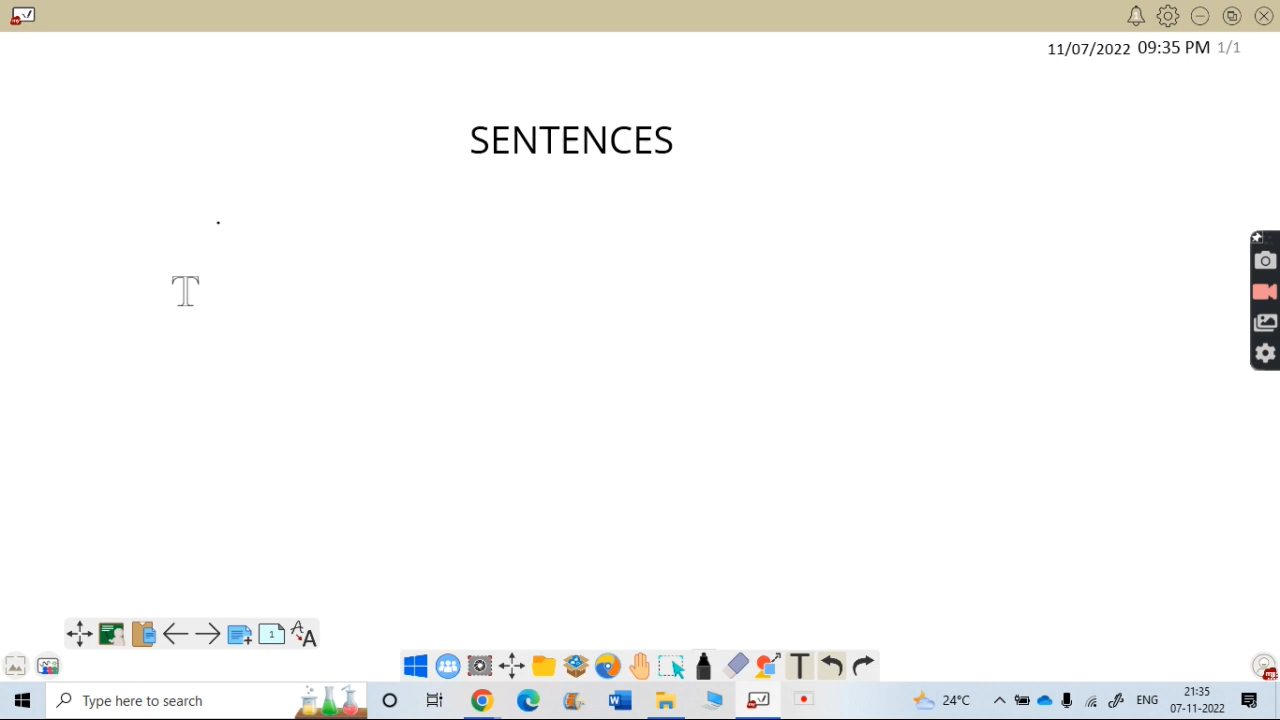 11/07/2022 09:35 PM 1/1
SENTENCES
.
T
1
A A
T
Type here to search
24°C
ENG
21:35
07-11-2022